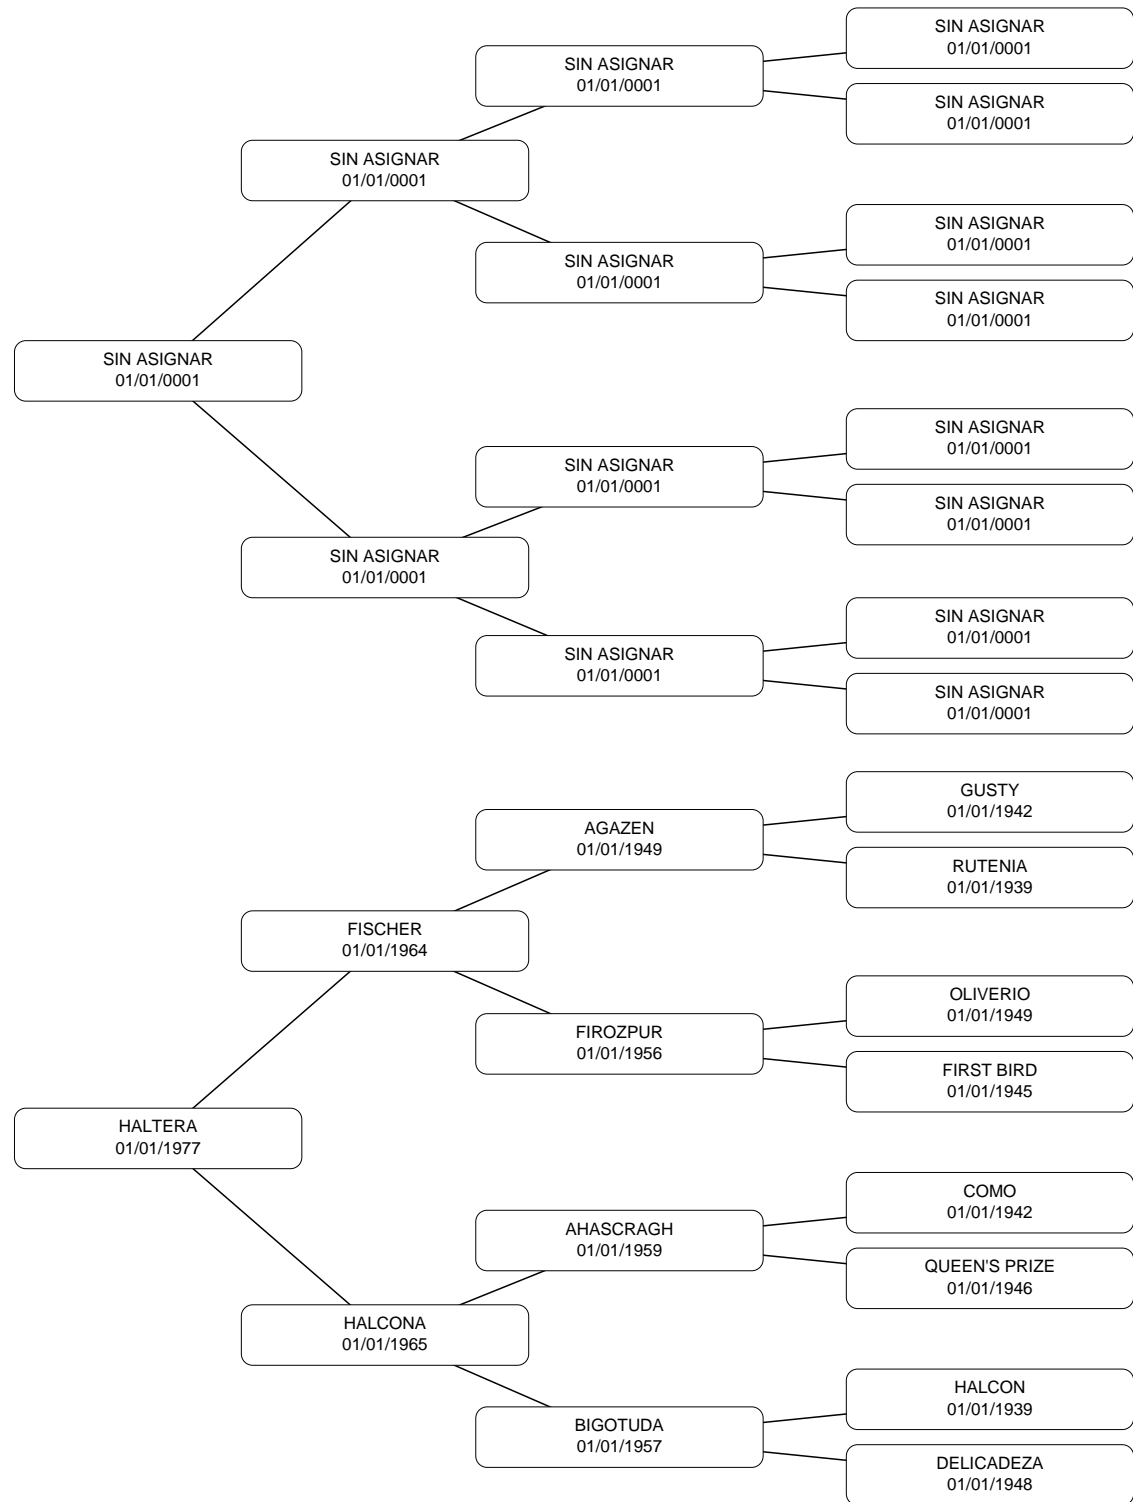 SIN ASIGNAR
01/01/0001
SIN ASIGNAR
01/01/0001
SIN ASIGNAR
01/01/0001
SIN ASIGNAR
01/01/0001
SIN ASIGNAR
01/01/0001
SIN ASIGNAR
01/01/0001
SIN ASIGNAR
01/01/0001
SIN ASIGNAR
01/01/0001
SIN ASIGNAR
01/01/0001
SIN ASIGNAR
01/01/0001
SIN ASIGNAR
01/01/0001
SIN ASIGNAR
01/01/0001
SIN ASIGNAR
01/01/0001
SIN ASIGNAR
01/01/0001
SIN ASIGNAR
01/01/0001
GUSTY
01/01/1942
AGAZEN
01/01/1949
RUTENIA
01/01/1939
FISCHER
01/01/1964
OLIVERIO
01/01/1949
FIROZPUR
01/01/1956
FIRST BIRD
01/01/1945
HALTERA
01/01/1977
COMO
01/01/1942
AHASCRAGH
01/01/1959
QUEEN'S PRIZE
01/01/1946
HALCONA
01/01/1965
HALCON
01/01/1939
BIGOTUDA
01/01/1957
DELICADEZA
01/01/1948